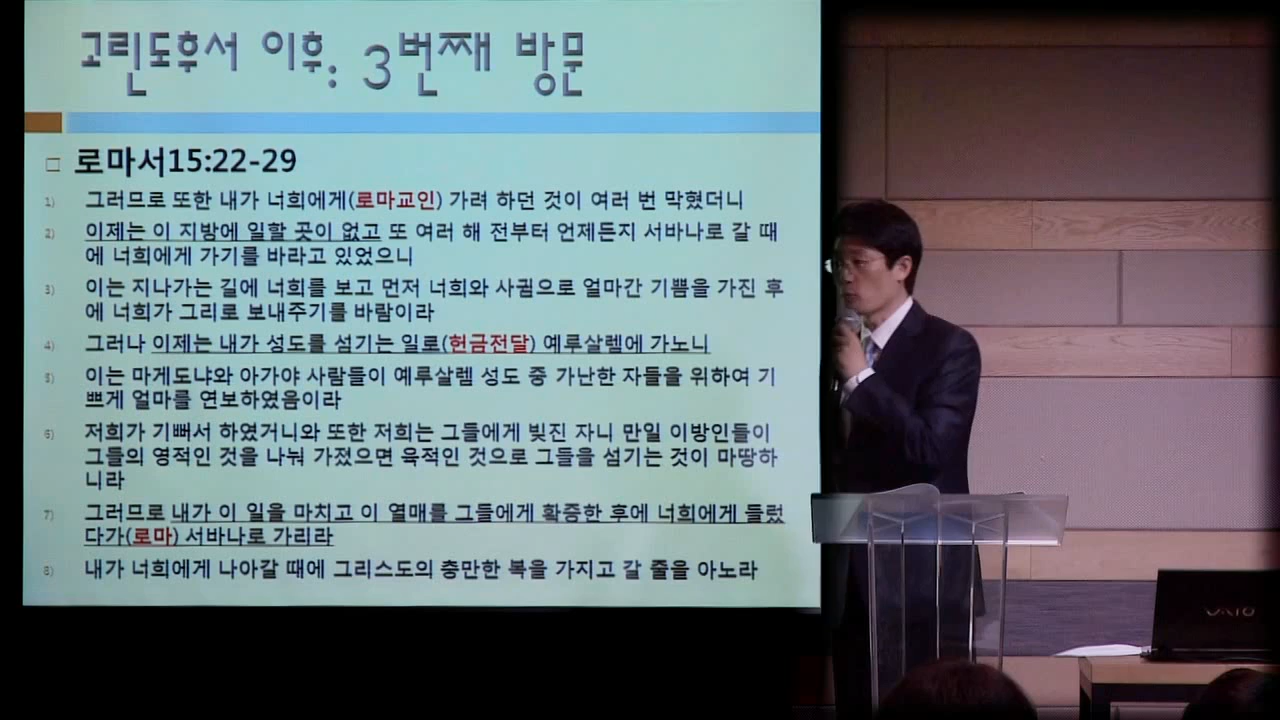 고린도후서 이후: 3번째 방문
□ 로마서15:22-29
1) 그러므로 또한 내가 너희에게(로마교인) 가려 하던 것이 여러 번 막혔더니
2) 이제는 이 지방에 일할 곳이 없고 또 여러 해 전부터 언제든지 서바나로 갈 때
에 너희에게 가기를 바라고 있었으니
3) 이는 지나가는 길에 너희를 보고 먼저 너희와 사귐으로 얼마간 기쁨을 가진 후
에 너희가 그리로 보내주기를 바람이라
4) 그러나 이제는 내가 성도를 섬기는 일로(헌금전달) 예루살렘에 가노니
5) 이는 마게도냐와 아가야 사람들이 예루살렘 성도 중 가난한 자들을 위하여 기
쁘게 얼마를 연보하였음이라
6) 저희가 기뻐서 하였거니와 또한 저희는 그들에게 빚진 자니 만일 이방인들이
그들의 영적인 것을 나눠 가졌으면 육적인 것으로 그들을 섬기는 것이 마땅하
니라
7) 그러므로 내가 이 일을 마치고 이 열매를 그들에게 확증한 후에 너희에게 들렀
다가(로마) 서바나로 가리라
8) 내가 너희에게 나아갈 때에 그리스도의 충만한 복을 가지고 갈 줄을 아노라
VAIO